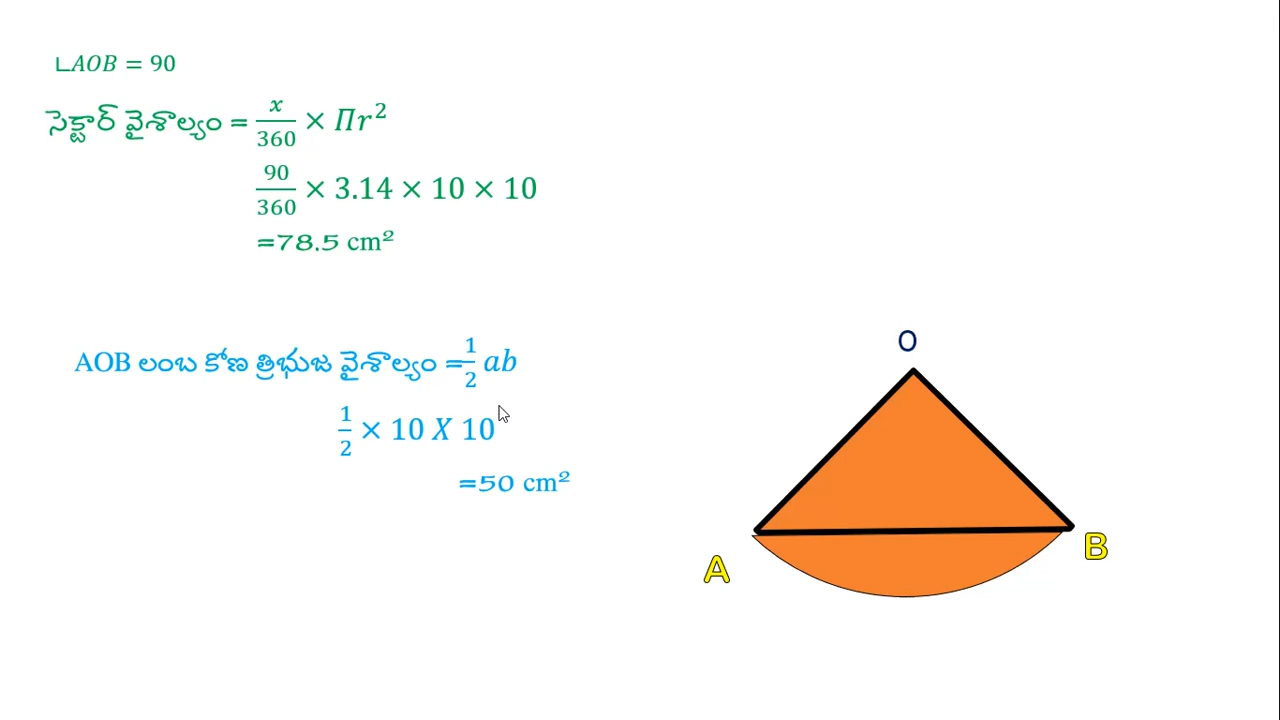 ∟AOB = 90
సెక్టార్ వైశాల్యం = x/360 × Πr²
90/360 × 3.14 × 10 × 10
=78.5 cm²
AOB లంబ కోణ త్రిభుజ వైశాల్యం =1/2 ab
1/2 × 10 X 10
=50 cm²
O
A
B